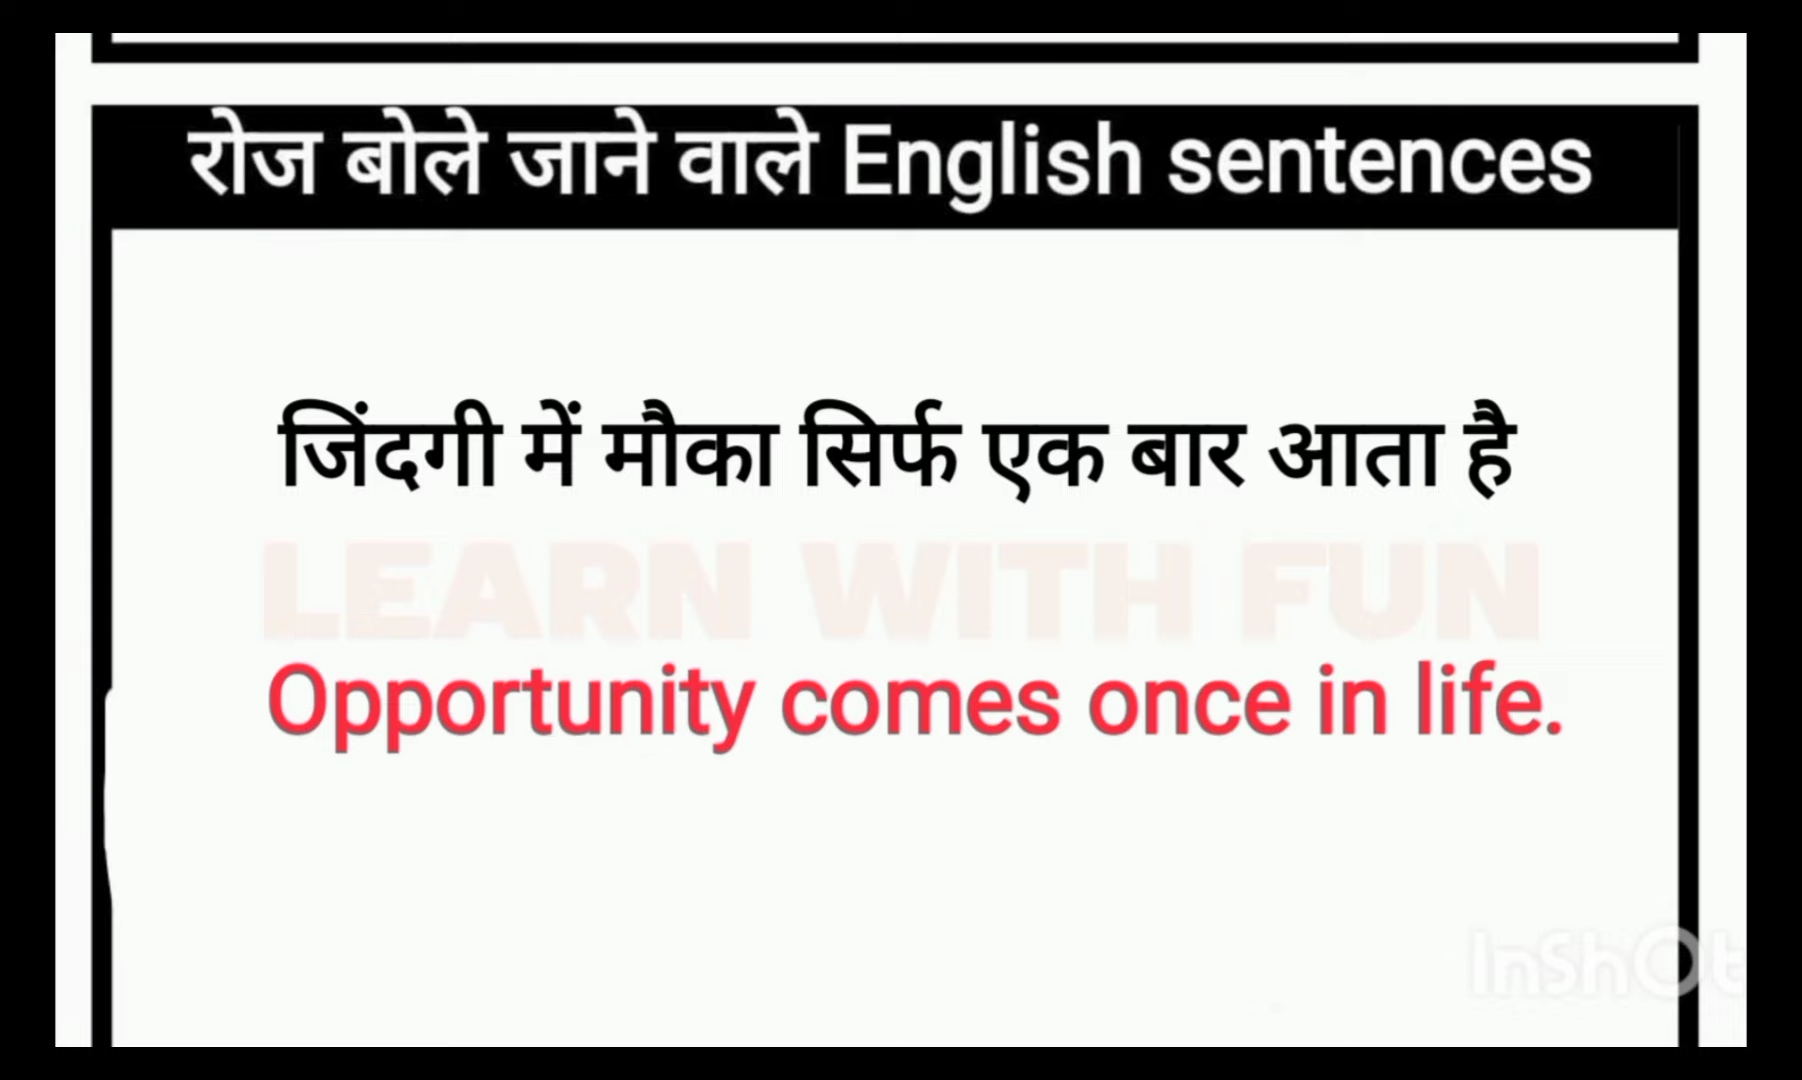 रोज बोले जाने वाले English sentences
जिंदगी में मौका सिर्फ एक बार आता है
LEARN WITH FUN
Opportunity comes once in life.
InShOt